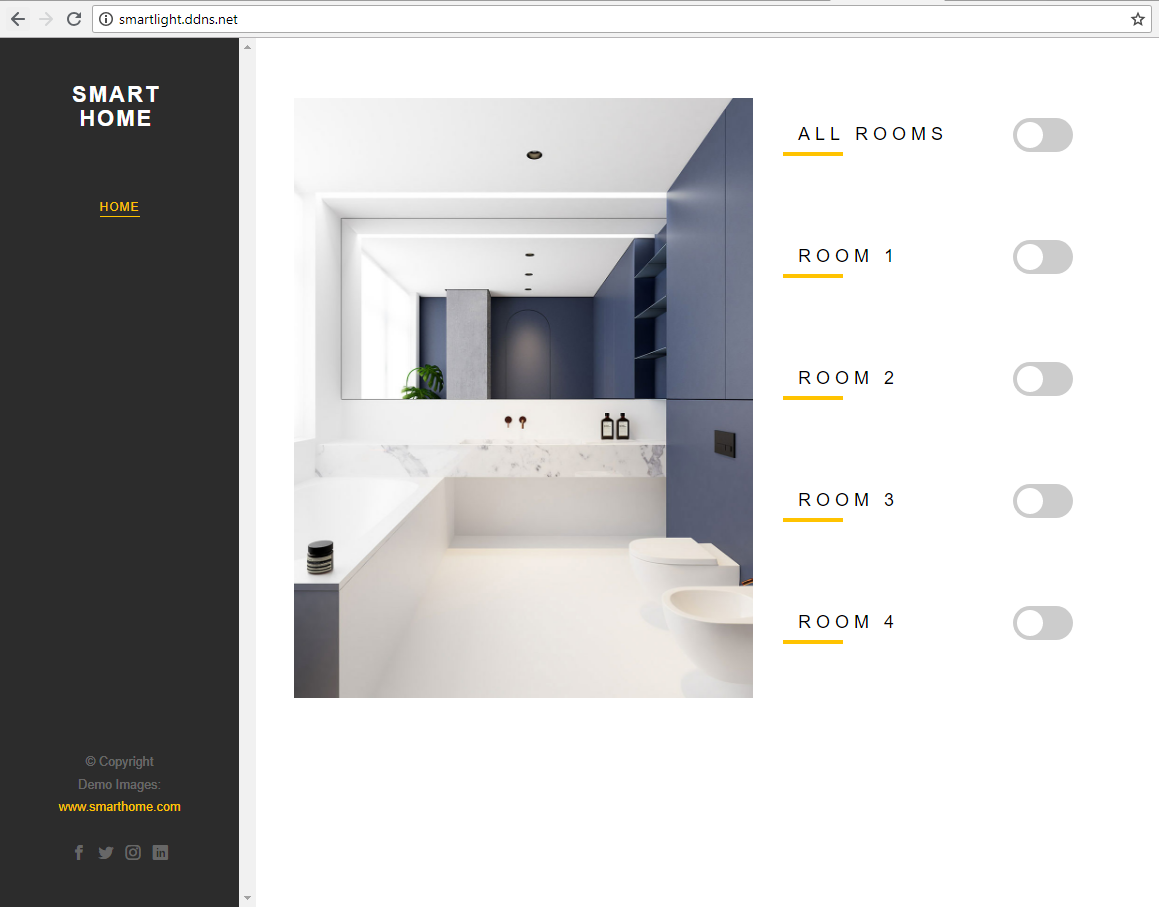 smartlight.ddns.net
SMART
HOME
HOME
© Copyright
Demo Images:
www.smarthome.com
ALL ROOMS
ROOM 1
ROOM 2
ROOM 3
ROOM 4